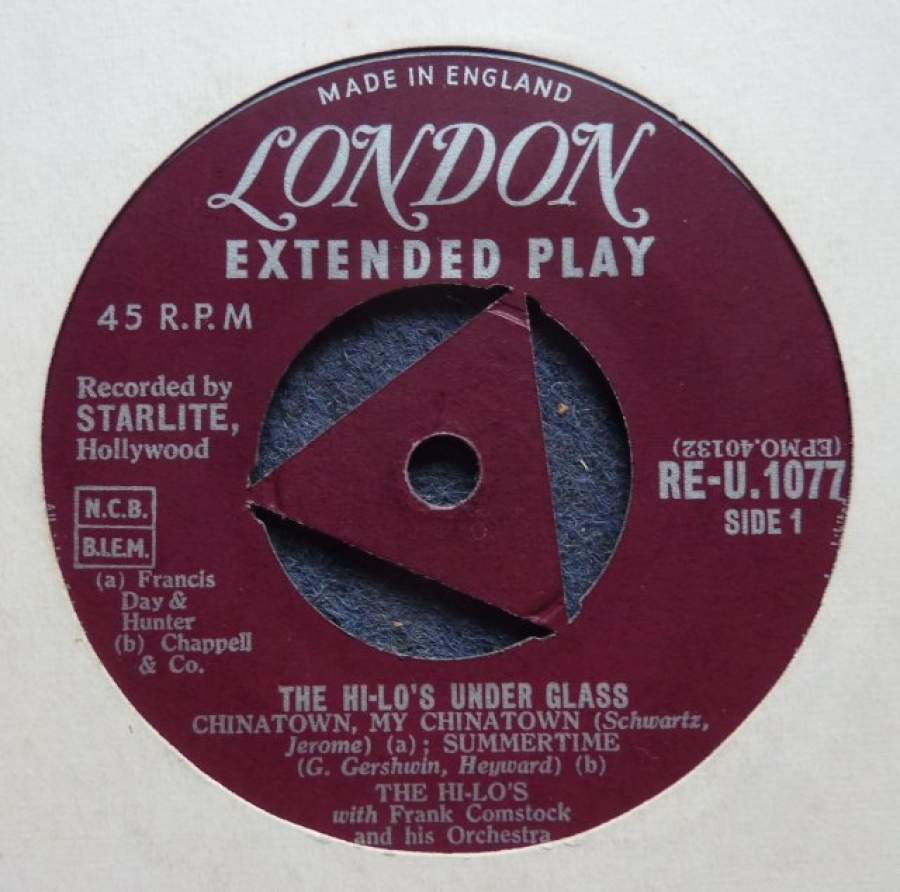 MADE IN ENGLAND
LONDON
EXTENDED PLAY
45 R.P.M
Recorded by
STARLITE,
Hollywood
N.C.B.
B.I.E.M.
(a) Francis
Day &
Hunter
(b) Chappell
& Co.
(EPMO.40132)
RE-U.1077
SIDE 1
THE HI-LO'S UNDER GLASS
CHINATOWN, MY CHINATOWN (Schwartz,
Jerome) (a); SUMMERTIME
(G. Gershwin, Heyward) (b)
THE HI-LO'S
with Frank Comstock
and his Orchestra